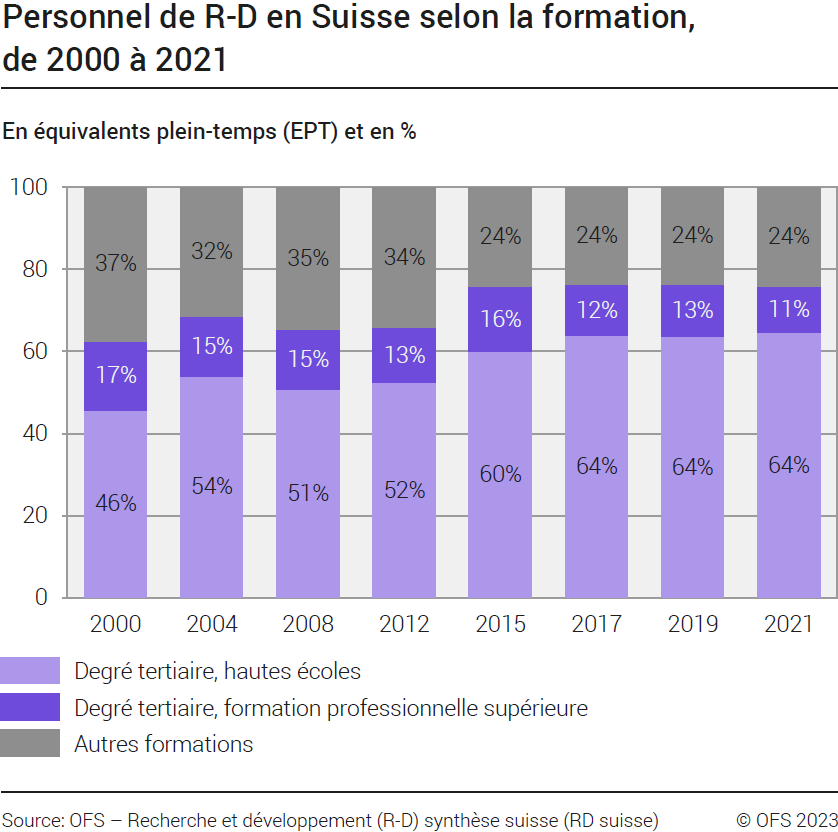 Personnel de R-D en Suisse selon la formation,
de 2000 à 2021
En équivalents plein-temps (EPT) et en %
100
80
60
40
20
0
37% 32% 35% 34% 24% 24% 24% 24%
17% 15% 15% 13% 16% 12% 13% 11%
46% 54% 51% 52% 60% 64% 64% 64%
2000 2004 2008 2012 2015 2017 2019 2021
Degré tertiaire, hautes écoles
Degré tertiaire, formation professionnelle supérieure
Autres formations
Source: OFS – Recherche et développement (R-D) synthèse suisse (RD suisse) © OFS 2023